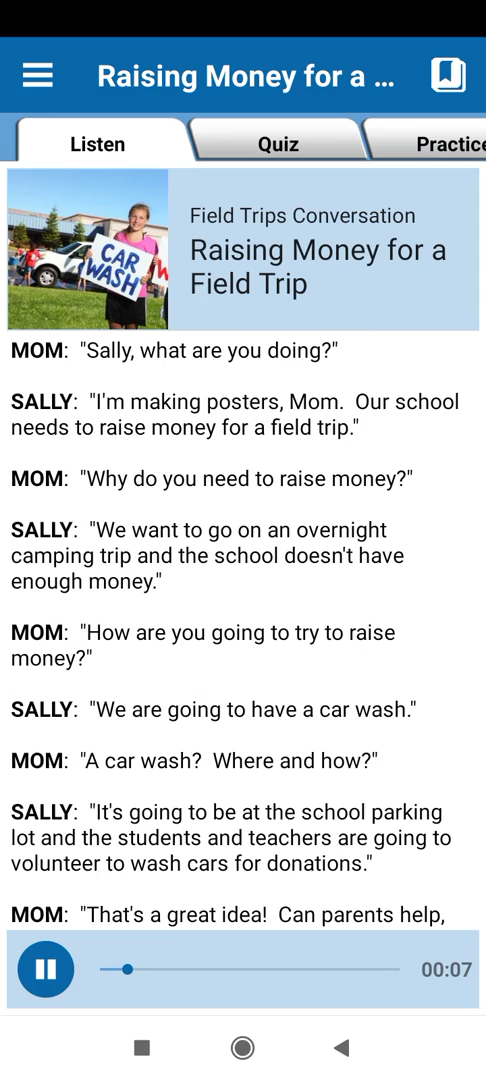 Raising Money for a ...
Listen
Quiz
Practice
CAR
WASH
Field Trips Conversation
Raising Money for a
Field Trip
MOM:  "Sally, what are you doing?"
SALLY:  "I'm making posters, Mom.  Our school
needs to raise money for a field trip."
MOM:  "Why do you need to raise money?"
SALLY:  "We want to go on an overnight
camping trip and the school doesn't have
enough money."
MOM:  "How are you going to try to raise
money?"
SALLY:  "We are going to have a car wash."
MOM:  "A car wash?  Where and how?"
SALLY:  "It's going to be at the school parking
lot and the students and teachers are going to
volunteer to wash cars for donations."
MOM:  "That's a great idea!  Can parents help,
00:07